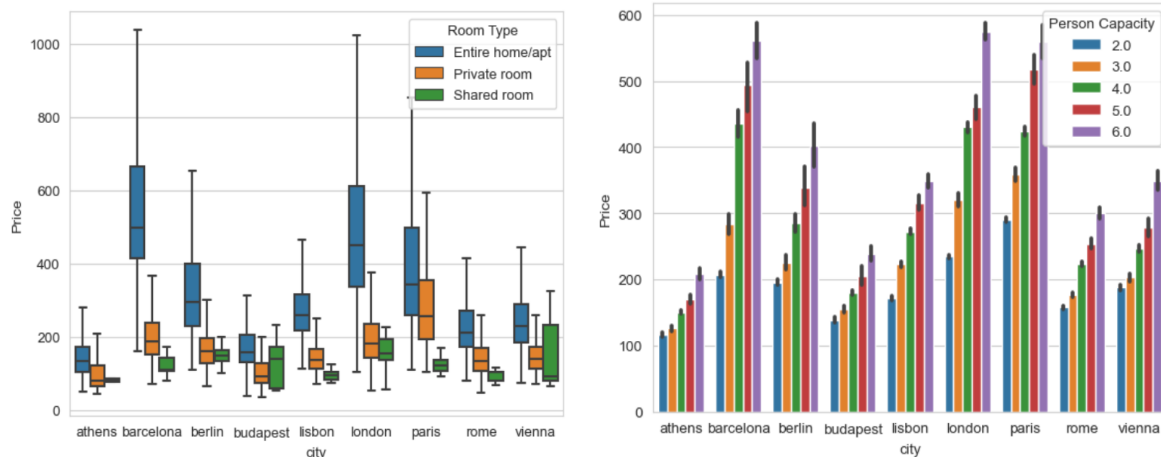 Room Type
Entire home/apt
Private room
Shared room
Price
1000
800
600
400
200
0
athens barcelona berlin budapest lisbon london paris rome vienna
city
Person Capacity
2.0
3.0
4.0
5.0
6.0
Price
600
500
400
300
200
100
0
athens barcelona berlin budapest lisbon london paris rome vienna
city